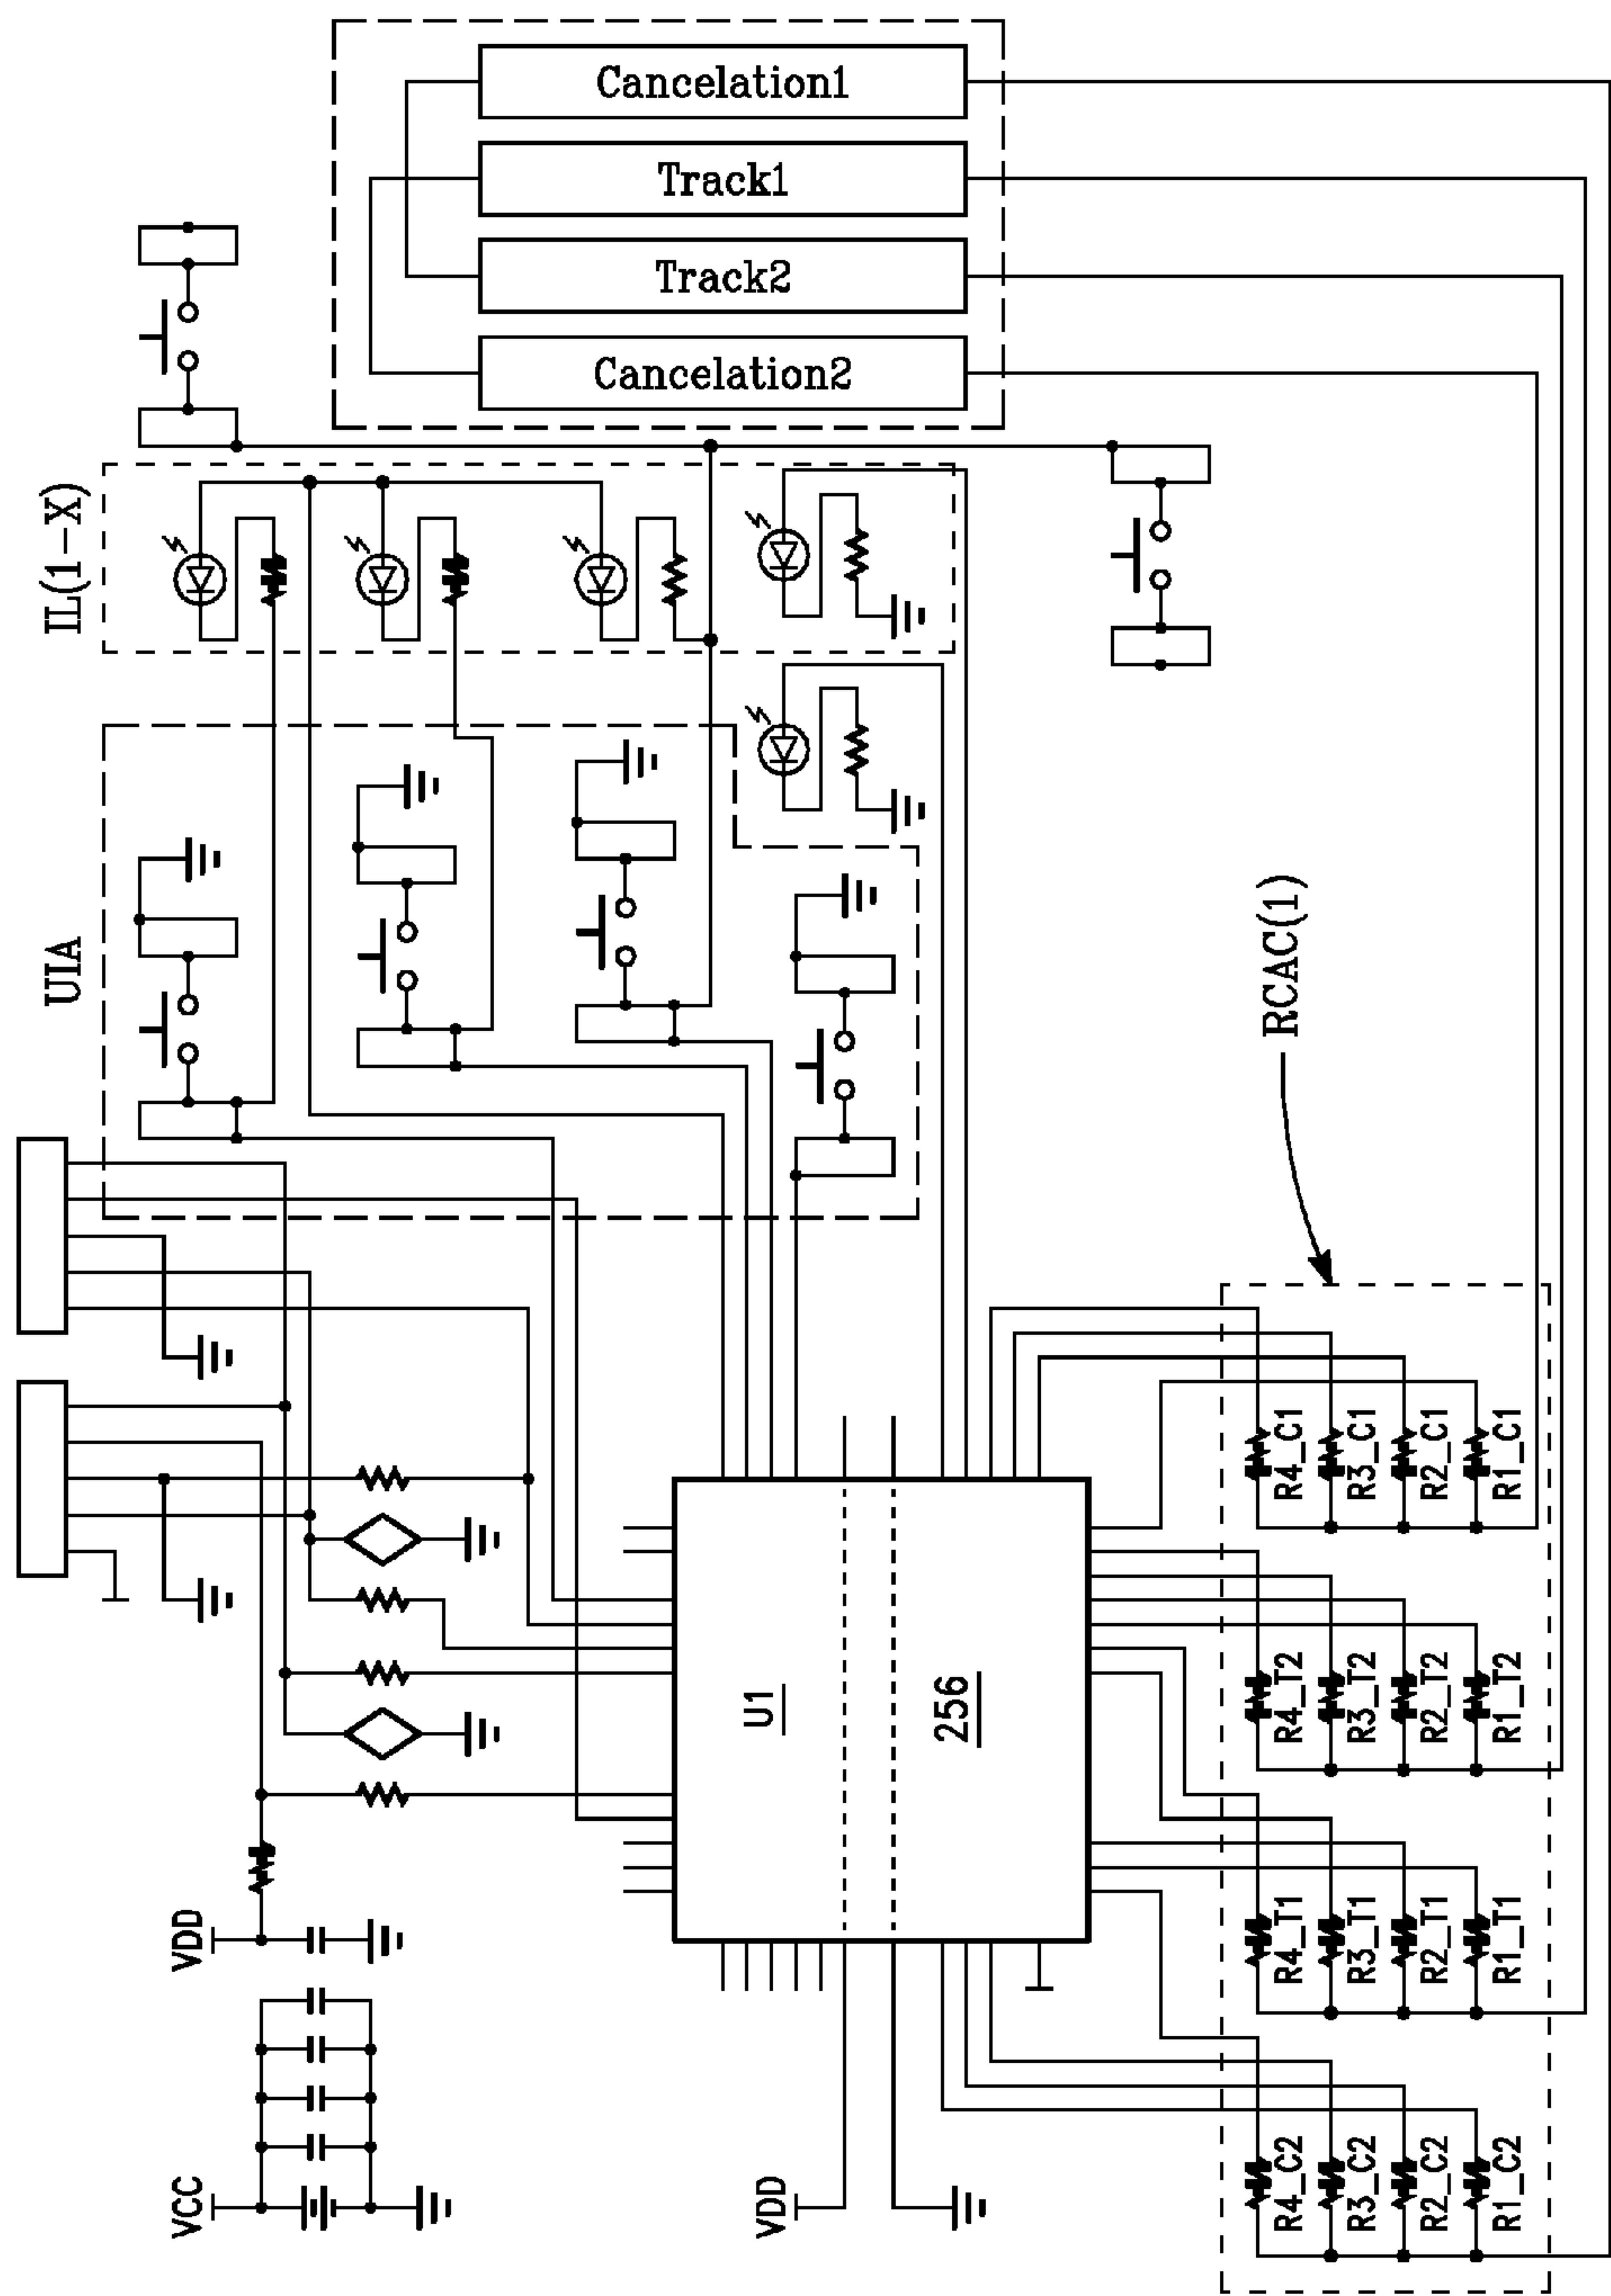 Cancelation1
Track1
Track2
Cancelation2
IL(1-X)
UIA
RCAC(1)
U1
256
R4_C1
R3_C1
R2_C1
R1_C1
R4_T2
R3_T2
R2_T2
R1_T2
R4_T1
R3_T1
R2_T1
R1_T1
R4_C2
R3_C2
R2_C2
R1_C2
VDD
VCC
VDD